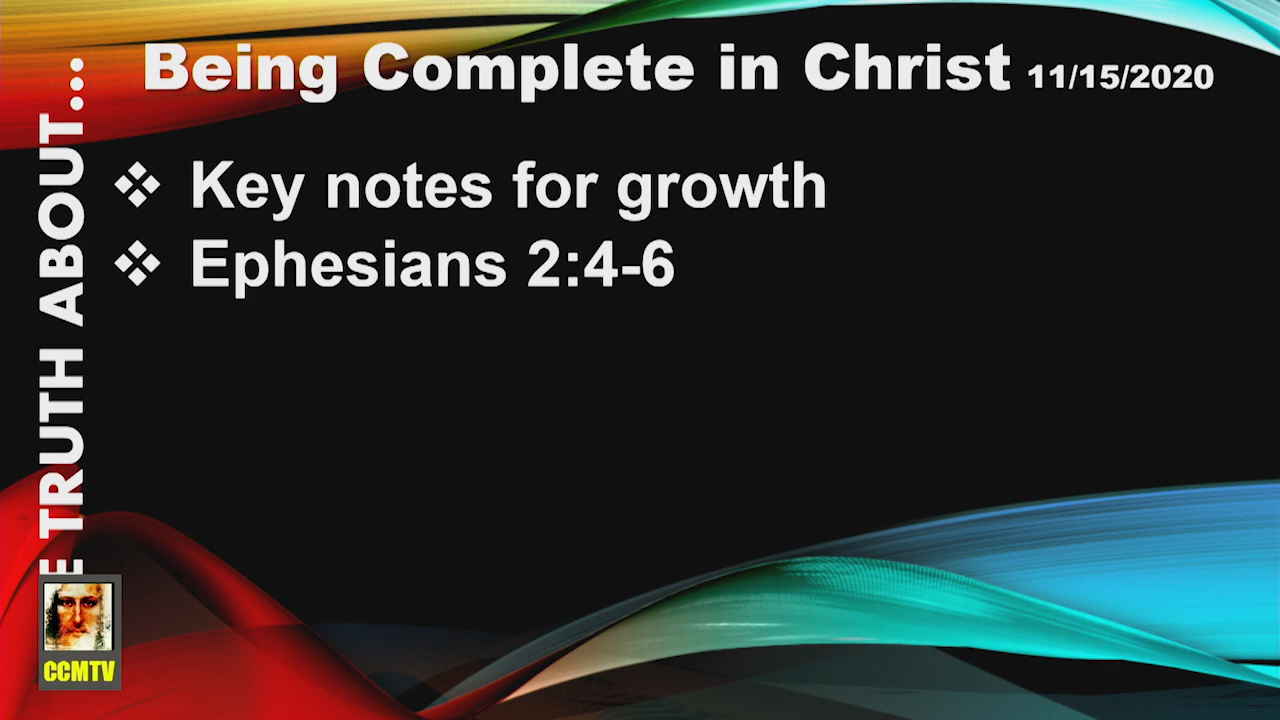 Being Complete in Christ 11/15/2020
❖ Key notes for growth
❖ Ephesians 2:4-6
E TRUTH ABOUT...
CCMTV